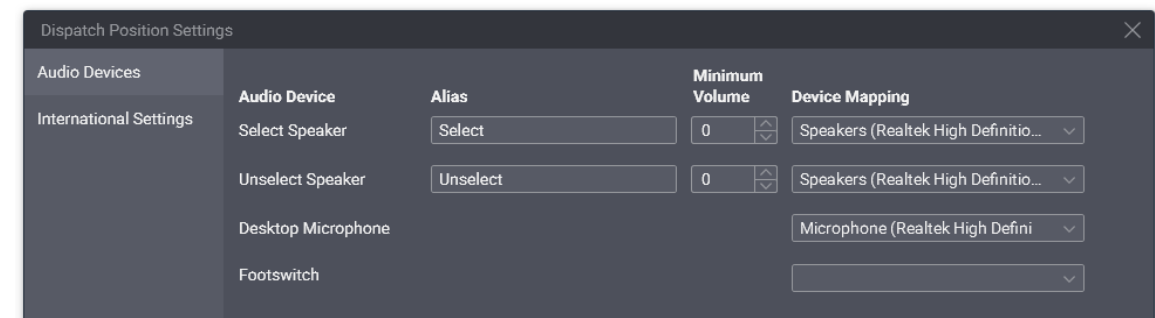 Dispatch Position Settings
Audio Devices
International Settings
Audio Device Alias Minimum Volume Device Mapping
Select Speaker Select 0 Speakers (Realtek High Definitio...
Unselect Speaker Unselect 0 Speakers (Realtek High Definitio...
Desktop Microphone Microphone (Realtek High Defini
Footswitch